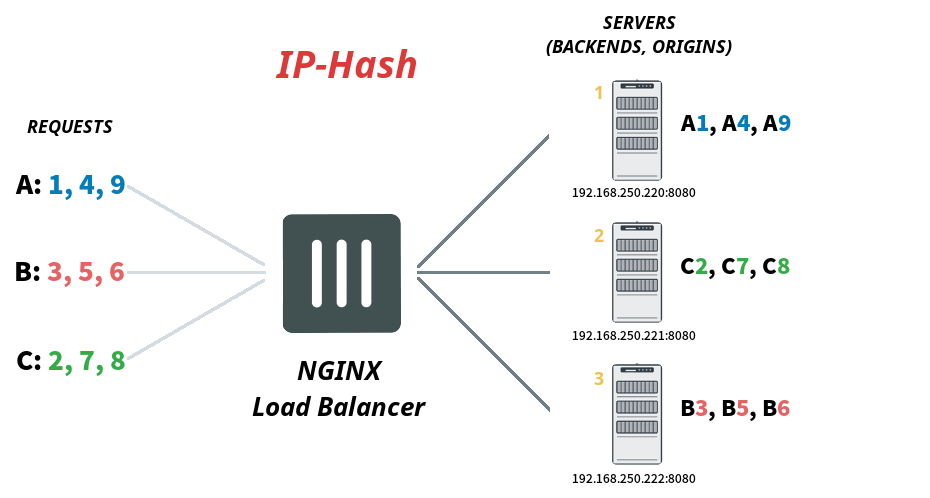 IP-Hash
REQUESTS
A: 1, 4, 9
B: 3, 5, 6
C: 2, 7, 8
NGINX
Load Balancer
SERVERS
(BACKENDS, ORIGINS)
1
A1, A4, A9
192.168.250.220:8080
2
C2, C7, C8
192.168.250.221:8080
3
B3, B5, B6
192.168.250.222:8080